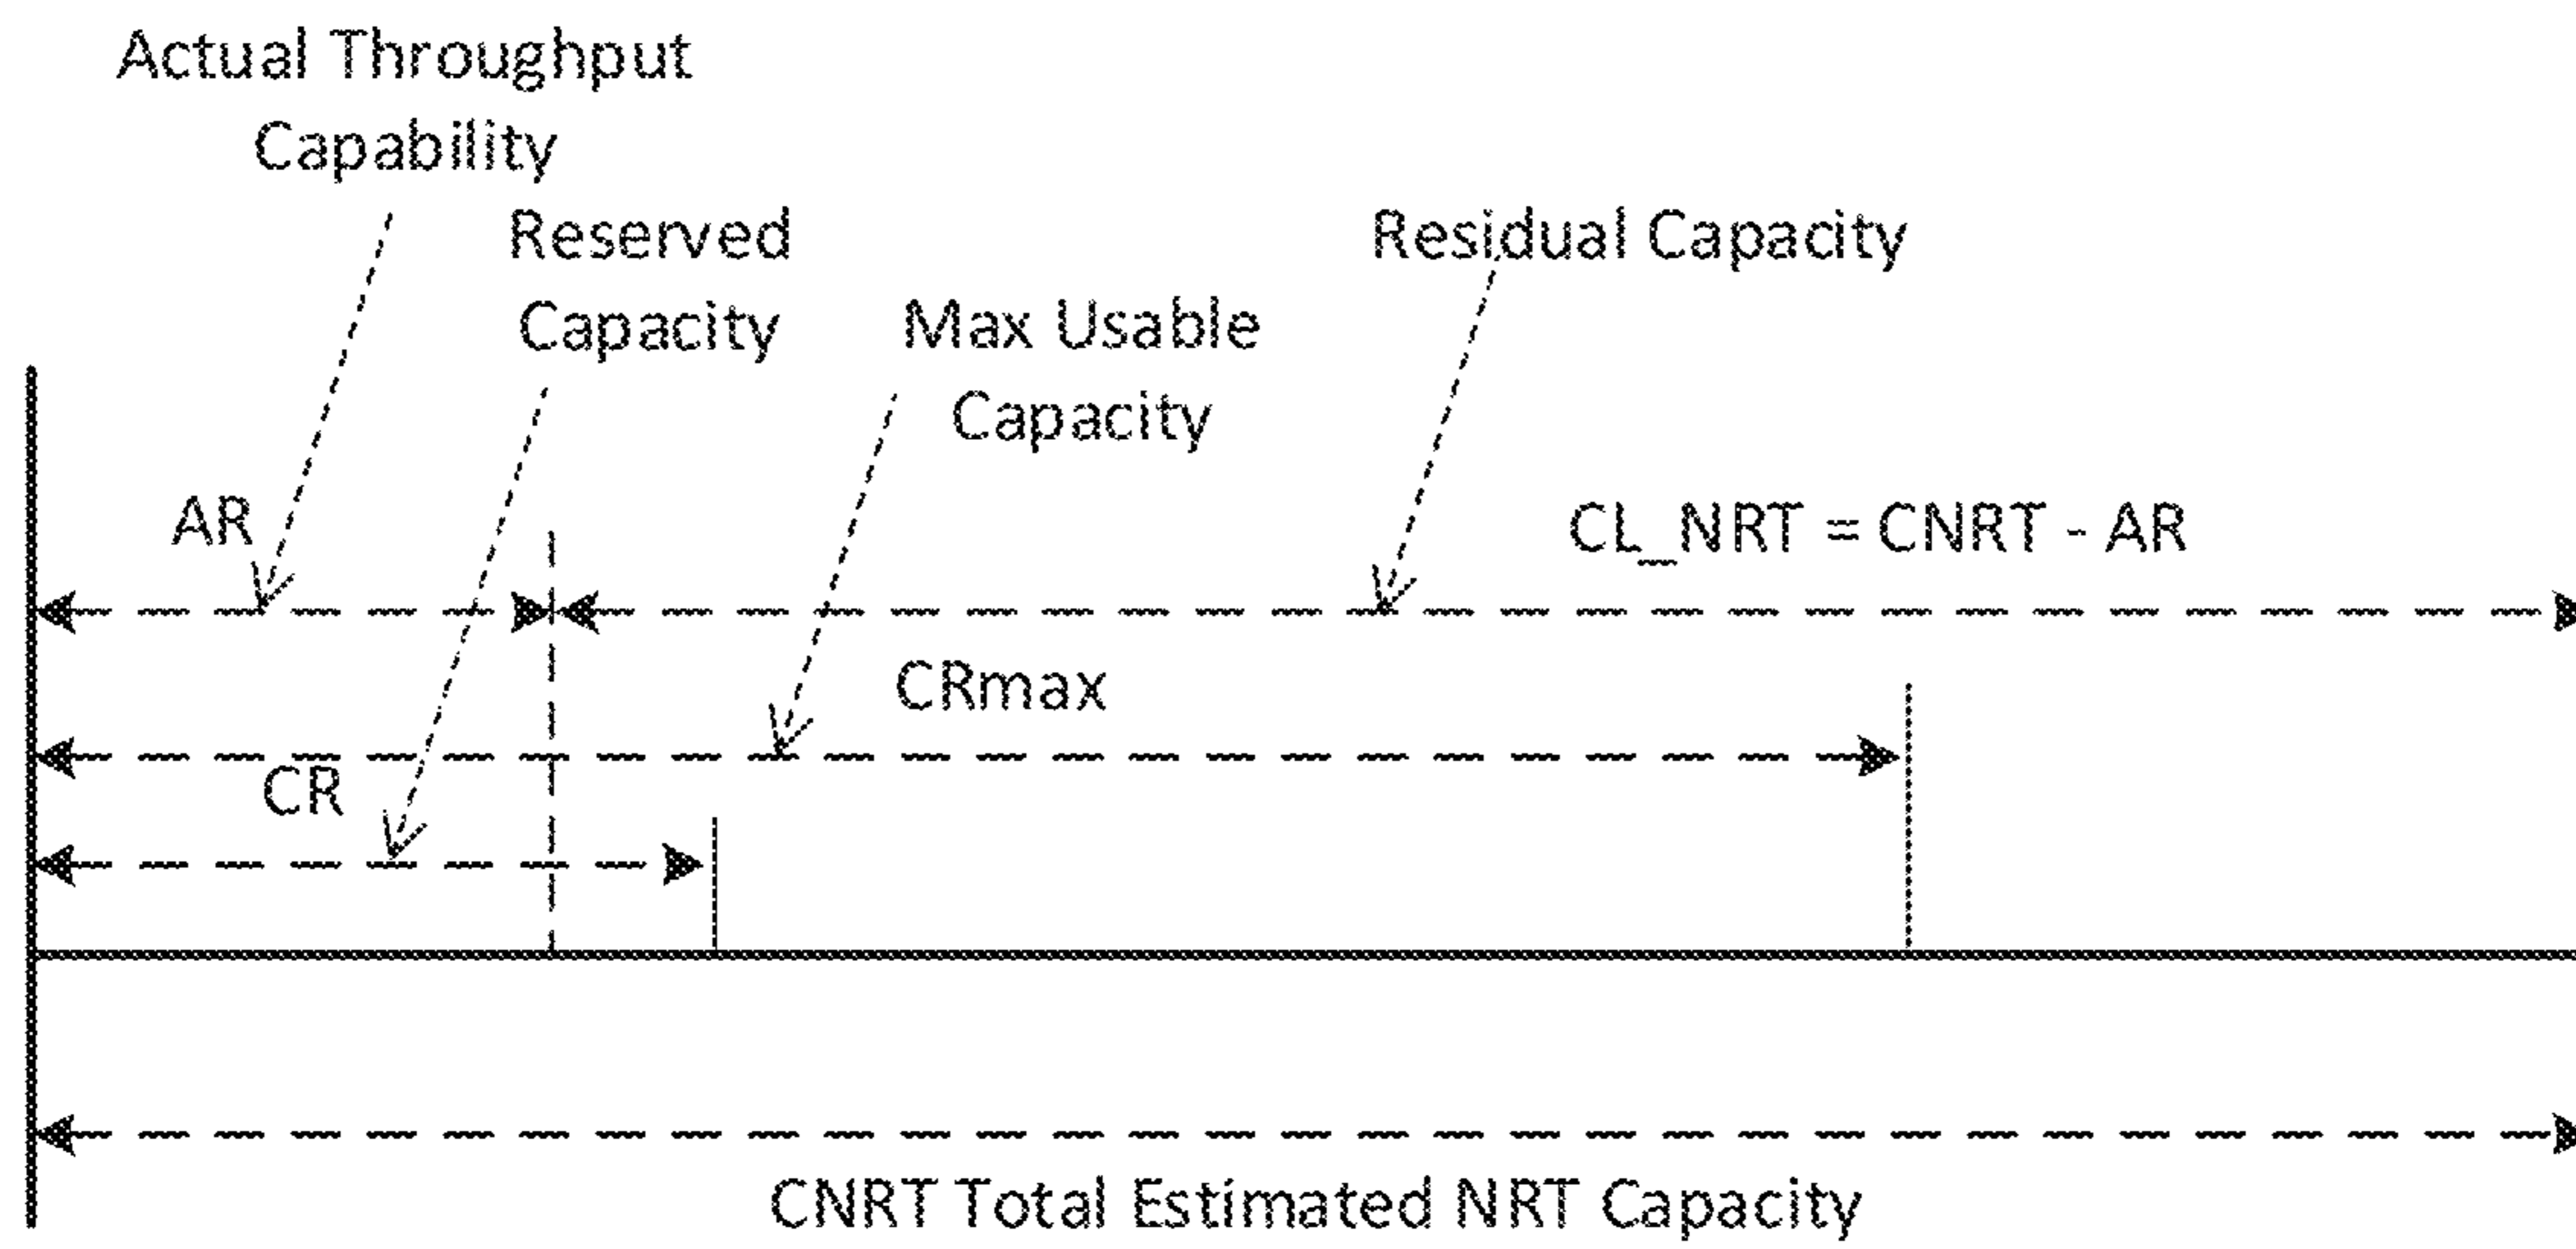 Actual Throughput
Capability
Reserved
Capacity
Residual Capacity
Max Usable
Capacity
AR
CL_NRT = CNRT - AR
CRmax
CR
CNRT Total Estimated NRT Capacity